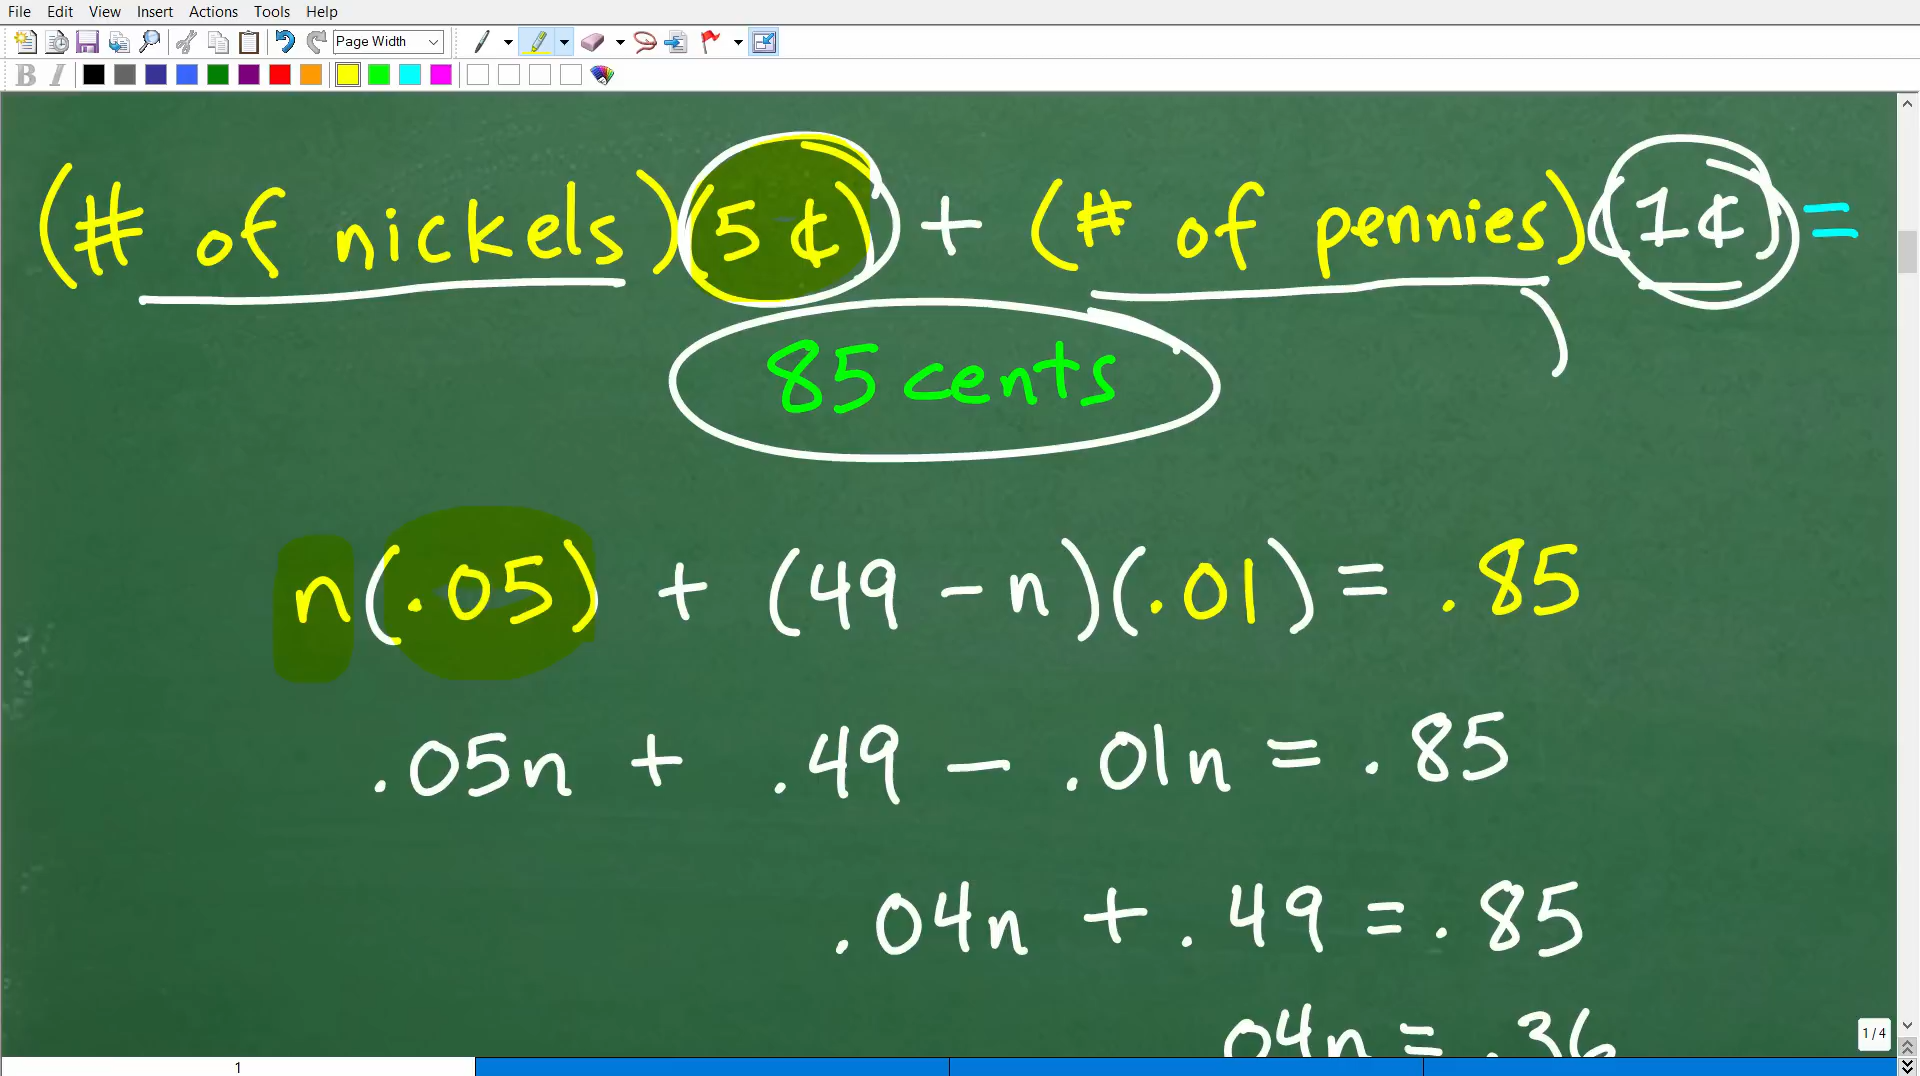 File Edit View Insert Actions Tools Help
Page Width
B I
(# of nickels)(5¢) + (# of pennies)(1¢) =
85 cents
n(.05) + (49 - n)(.01) = .85
.05n + .49 - .01n = .85
.04n + .49 = .85
04n = .36
1 / 4
1